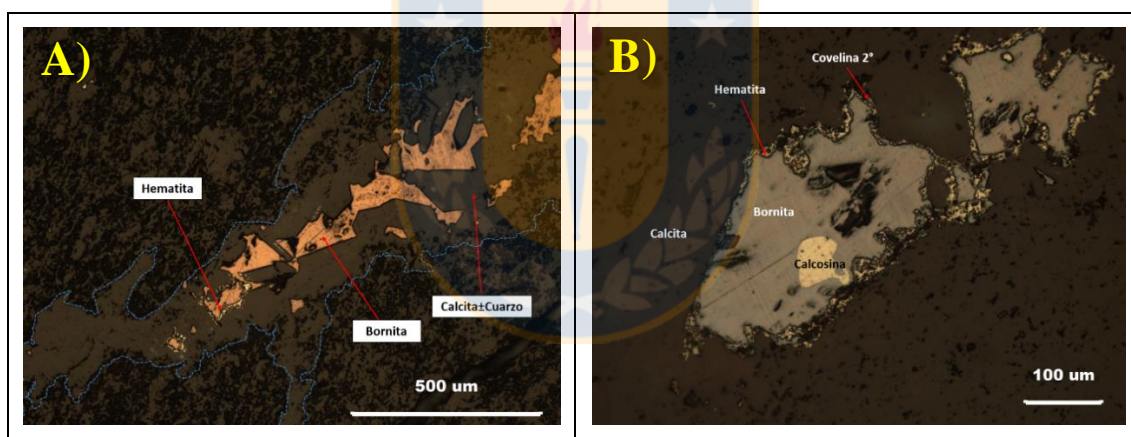 A)
Hematita
Bornita
Calcita±Cuarzo
500 um
B)
Covelina 2°
Hematita
Bornita
Calcita
Calcosina
100 um